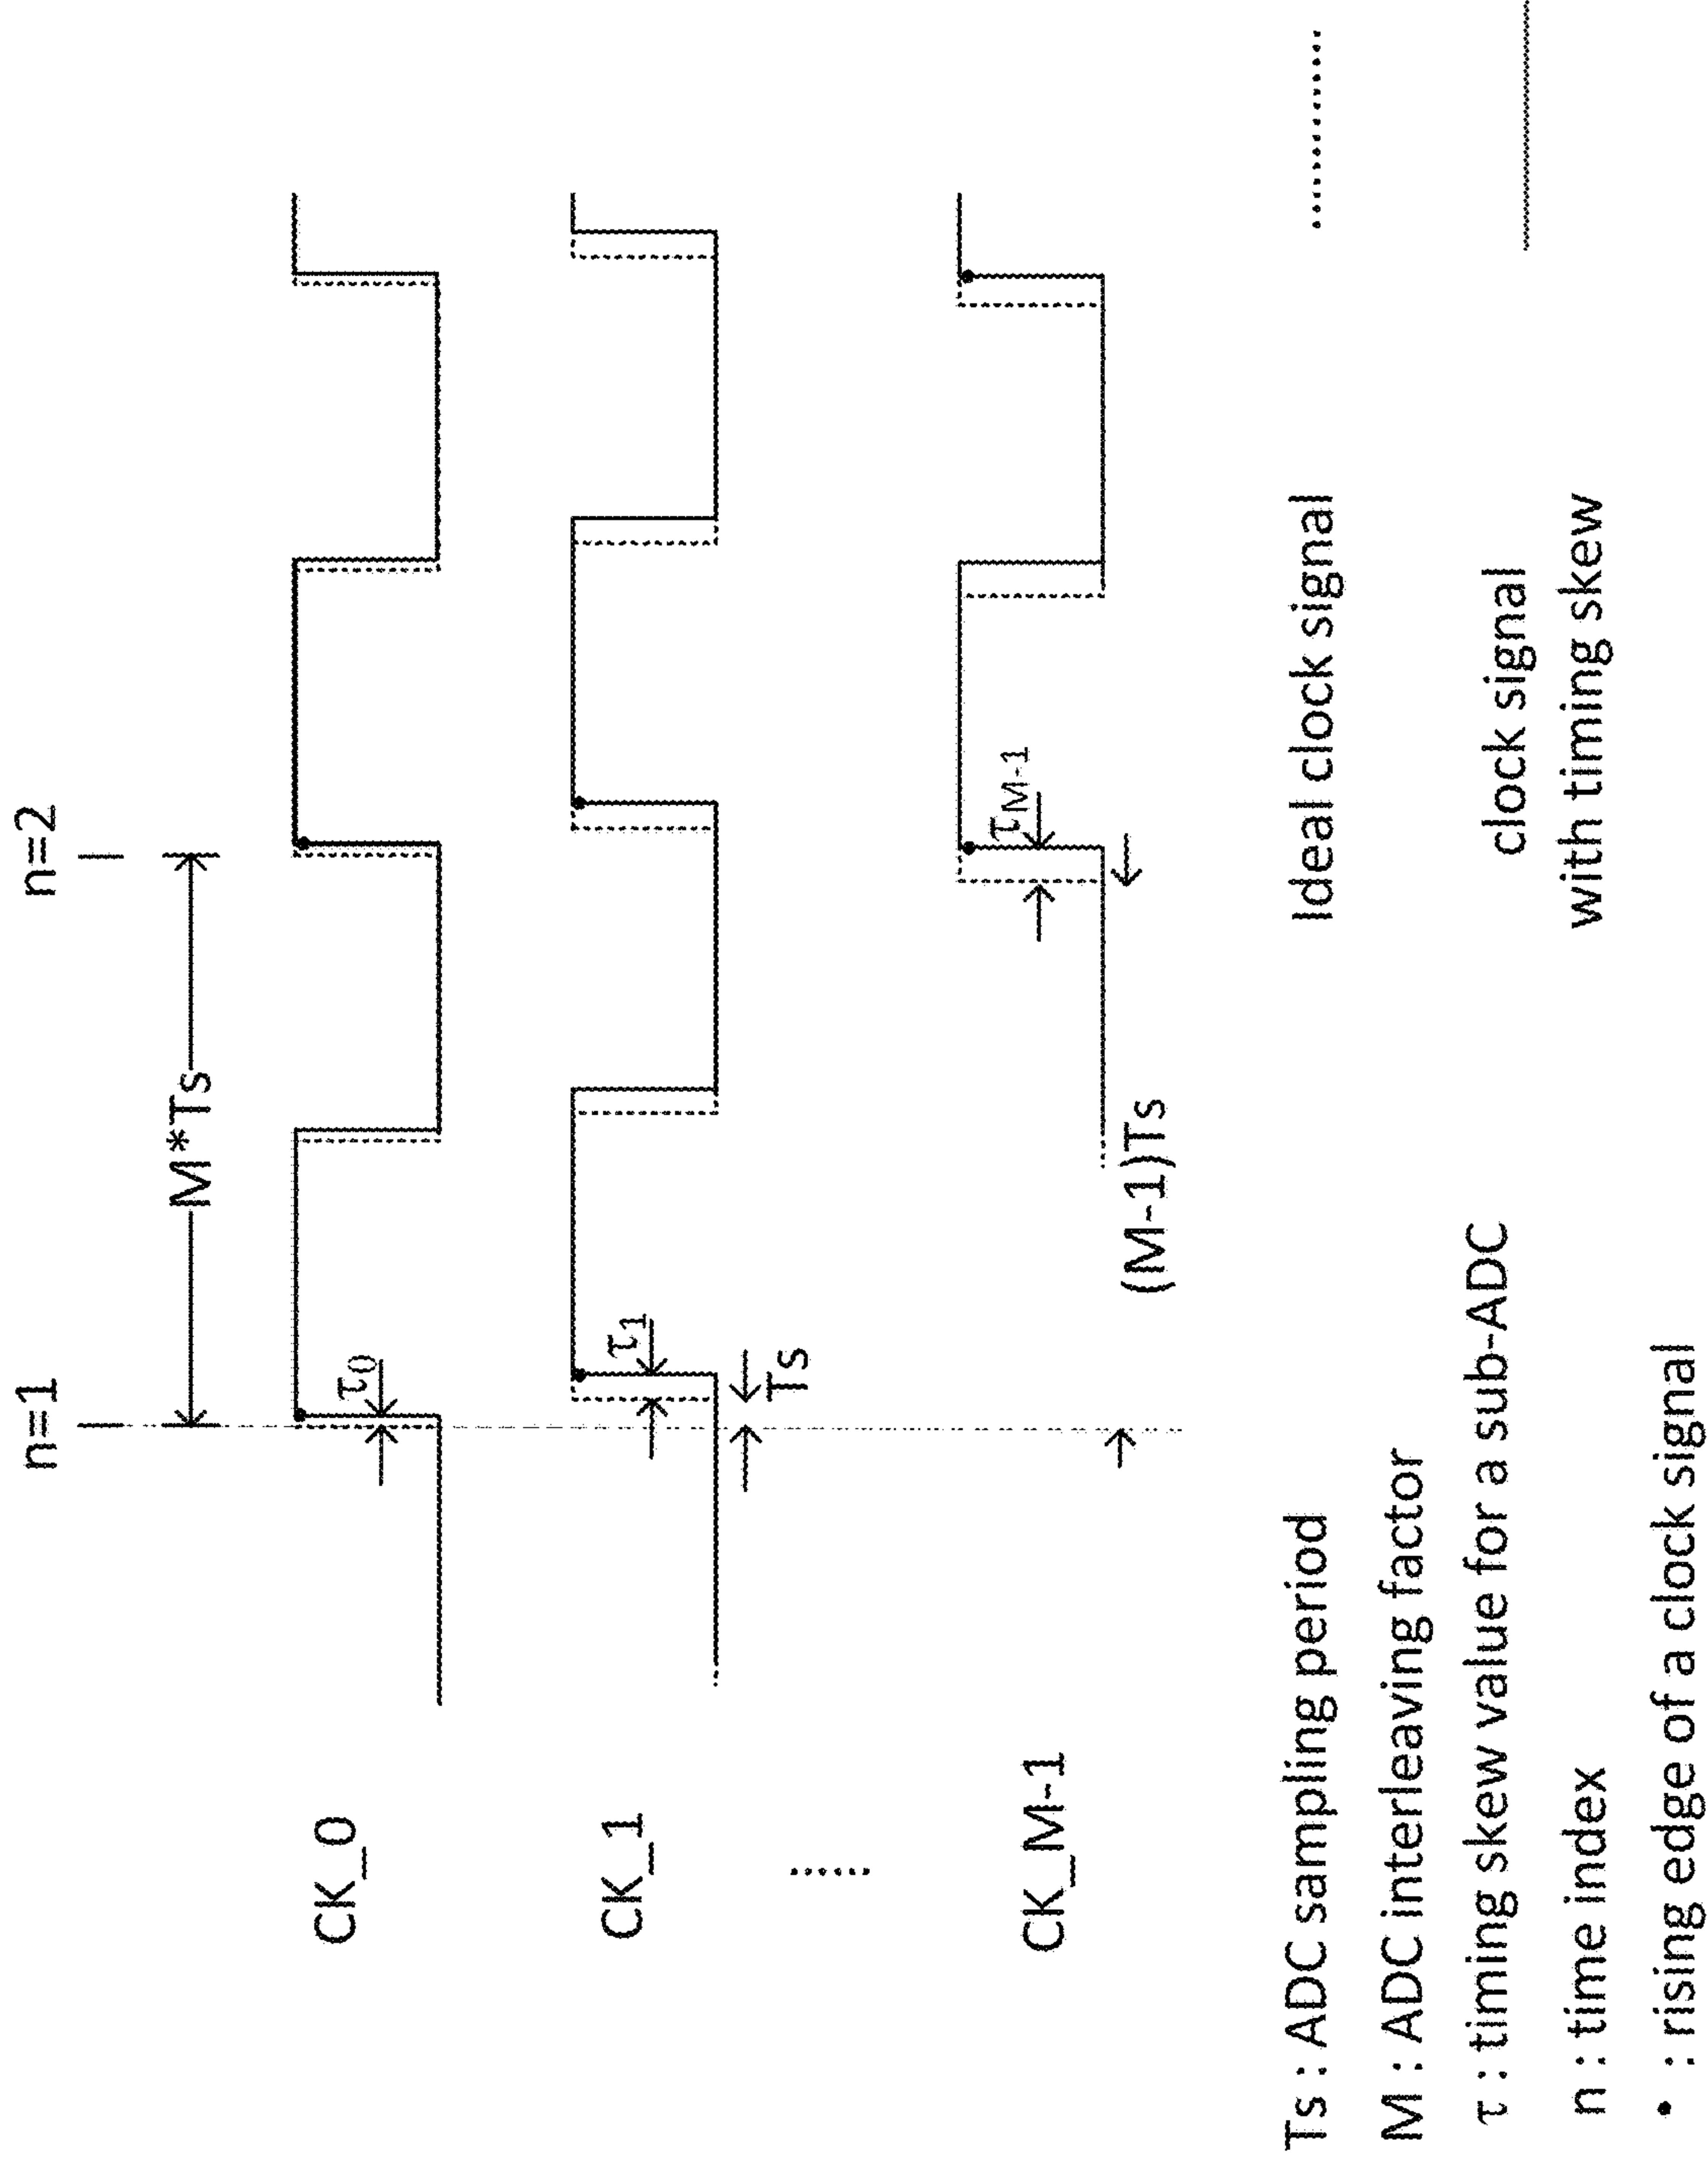 n=1
n=2
M*Ts
CK_0
τ0
CK_1
τ1
Ts
......
CK_M-1
τM-1
(M-1)Ts
Ts : ADC sampling period
Ideal clock signal
M : ADC interleaving factor
τ : timing skew value for a sub-ADC
clock signal
with timing skew
n : time index
• : rising edge of a clock signal